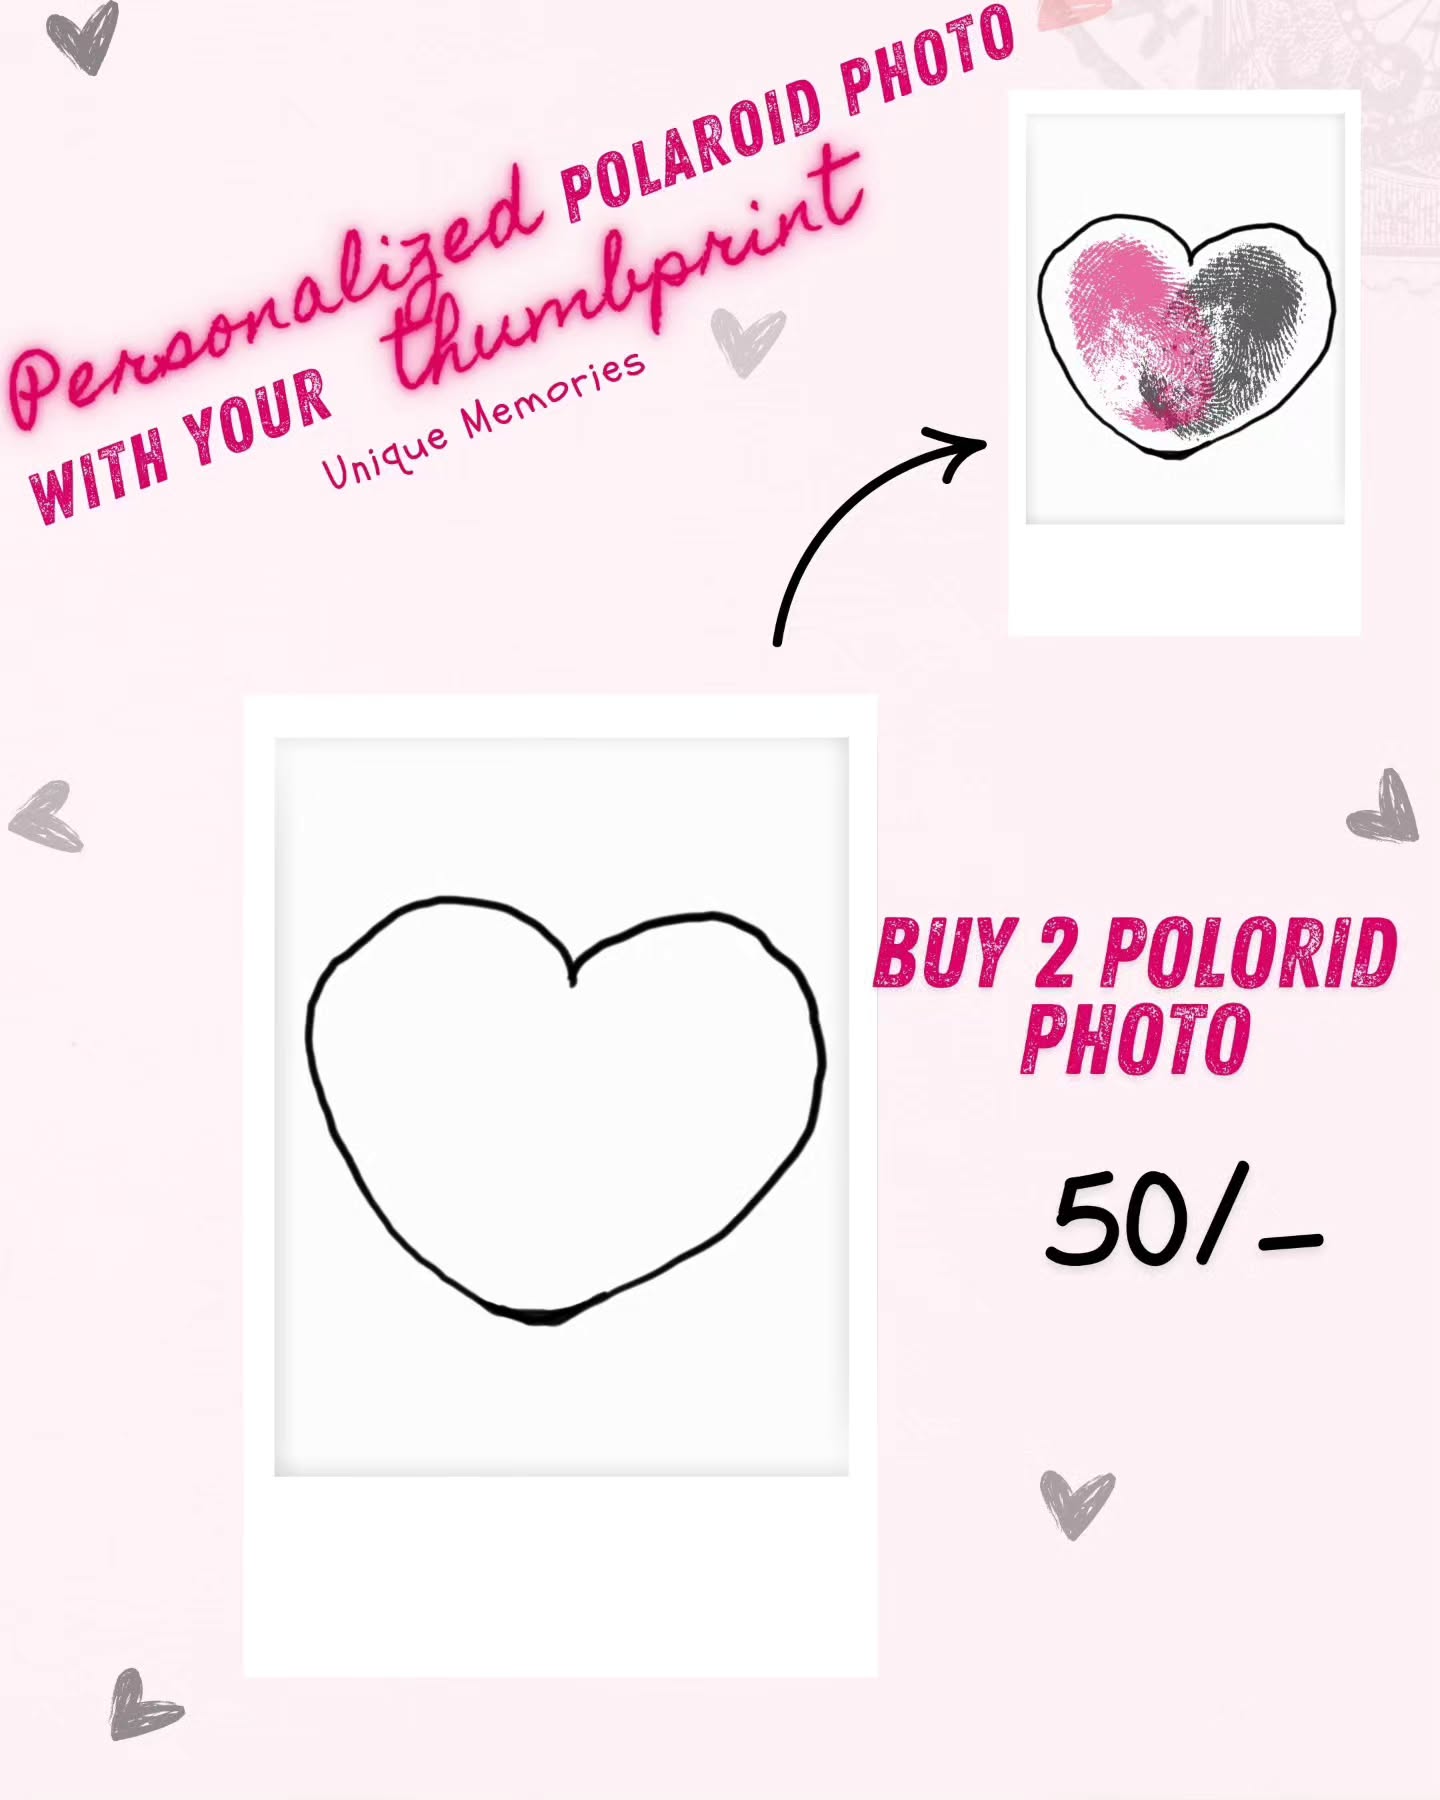 Personalized POLAROID PHOTO
WITH YOUR thumbprint
Unique Memories
BUY 2 POLORID
PHOTO
50/-